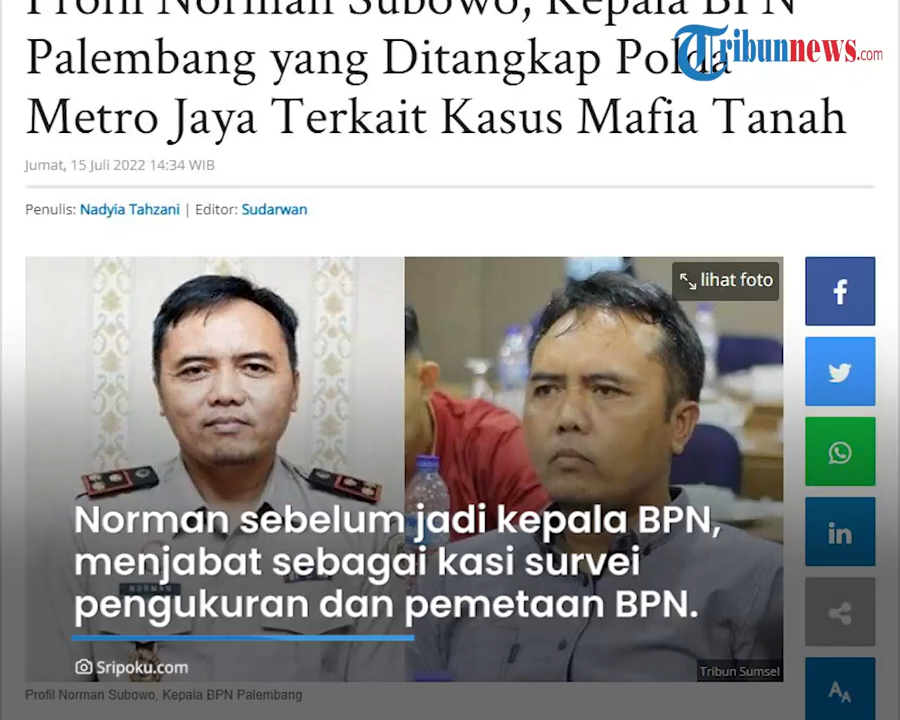 Profil Norman Subowo, Kepala BPN
Palembang yang Ditangkap Polda
Metro Jaya Terkait Kasus Mafia Tanah
Tribunnews.com
Jumat, 15 Juli 2022 14:34 WIB
Penulis: Nadyia Tahzani | Editor: Sudarwan
lihat foto
Norman sebelum jadi kepala BPN,
menjabat sebagai kasi survei
pengukuran dan pemetaan BPN.
Sripoku.com
Tribun Sumsel
Profil Norman Subowo, Kepala BPN Palembang
AA